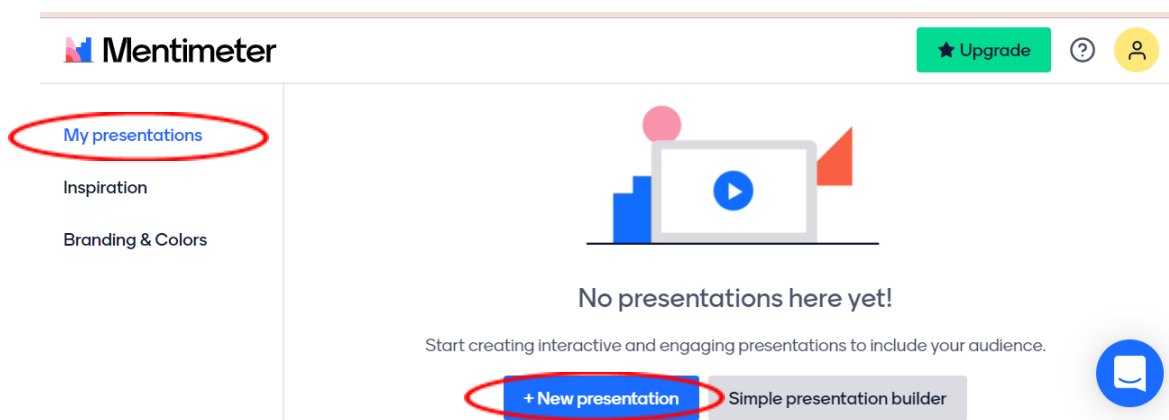 Mentimeter
Upgrade
?
My presentations
Inspiration
Branding & Colors
No presentations here yet!
Start creating interactive and engaging presentations to include your audience.
+ New presentation
Simple presentation builder